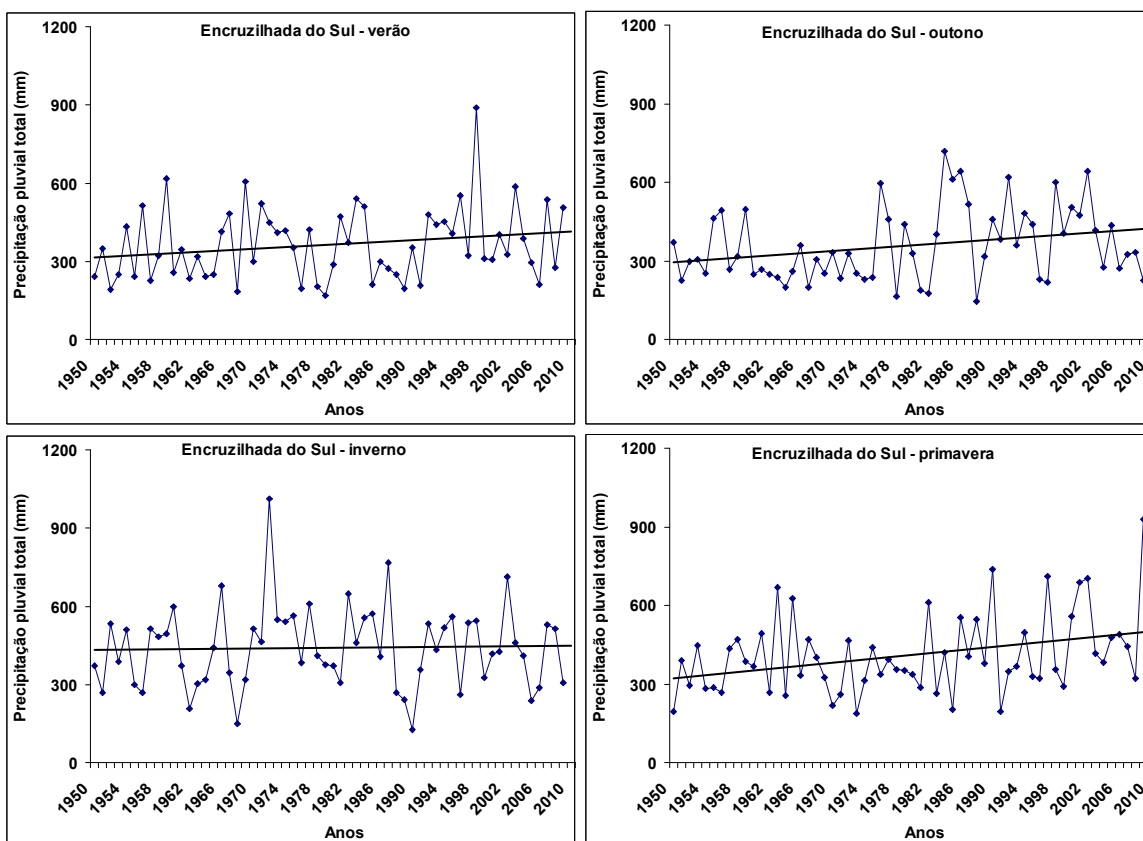 Encruzilhada do Sul - verão
Precipitação pluvial total (mm)
1200
900
600
300
0
1950 1954 1958 1962 1966 1970 1974 1978 1982 1986 1990 1994 1998 2002 2006 2010
Anos
Encruzilhada do Sul - outono
Precipitação pluvial total (mm)
1200
900
600
300
0
1950 1954 1958 1962 1966 1970 1974 1978 1982 1986 1990 1994 1998 2002 2006 2010
Anos
Encruzilhada do Sul - inverno
Precipitação pluvial total (mm)
1200
900
600
300
0
1950 1954 1958 1962 1966 1970 1974 1978 1982 1986 1990 1994 1998 2002 2006 2010
Anos
Encruzilhada do Sul - primavera
Precipitação pluvial total (mm)
1200
900
600
300
0
1950 1954 1958 1962 1966 1970 1974 1978 1982 1986 1990 1994 1998 2002 2006 2010
Anos